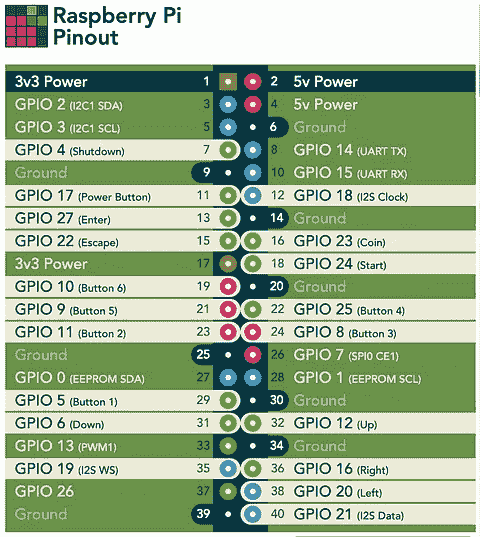 Raspberry Pi
Pinout
3v3 Power 1 2 5v Power
GPIO 2 (I2C1 SDA) 3 4 5v Power
GPIO 3 (I2C1 SCL) 5 6 Ground
GPIO 4 (Shutdown) 7 8 GPIO 14 (UART TX)
Ground 9 10 GPIO 15 (UART RX)
GPIO 17 (Power Button) 11 12 GPIO 18 (I2S Clock)
GPIO 27 (Enter) 13 14 Ground
GPIO 22 (Escape) 15 16 GPIO 23 (Coin)
3v3 Power 17 18 GPIO 24 (Start)
GPIO 10 (Button 6) 19 20 Ground
GPIO 9 (Button 5) 21 22 GPIO 25 (Button 4)
GPIO 11 (Button 2) 23 24 GPIO 8 (Button 3)
Ground 25 26 GPIO 7 (SPI0 CE1)
GPIO 0 (EEPROM SDA) 27 28 GPIO 1 (EEPROM SCL)
GPIO 5 (Button 1) 29 30 Ground
GPIO 6 (Down) 31 32 GPIO 12 (Up)
GPIO 13 (PWM1) 33 34 Ground
GPIO 19 (I2S WS) 35 36 GPIO 16 (Right)
GPIO 26 37 38 GPIO 20 (Left)
Ground 39 40 GPIO 21 (I2S Data)